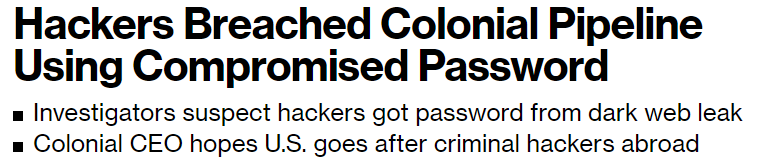 Hackers Breached Colonial Pipeline
Using Compromised Password
Investigators suspect hackers got password from dark web leak
Colonial CEO hopes U.S. goes after criminal hackers abroad